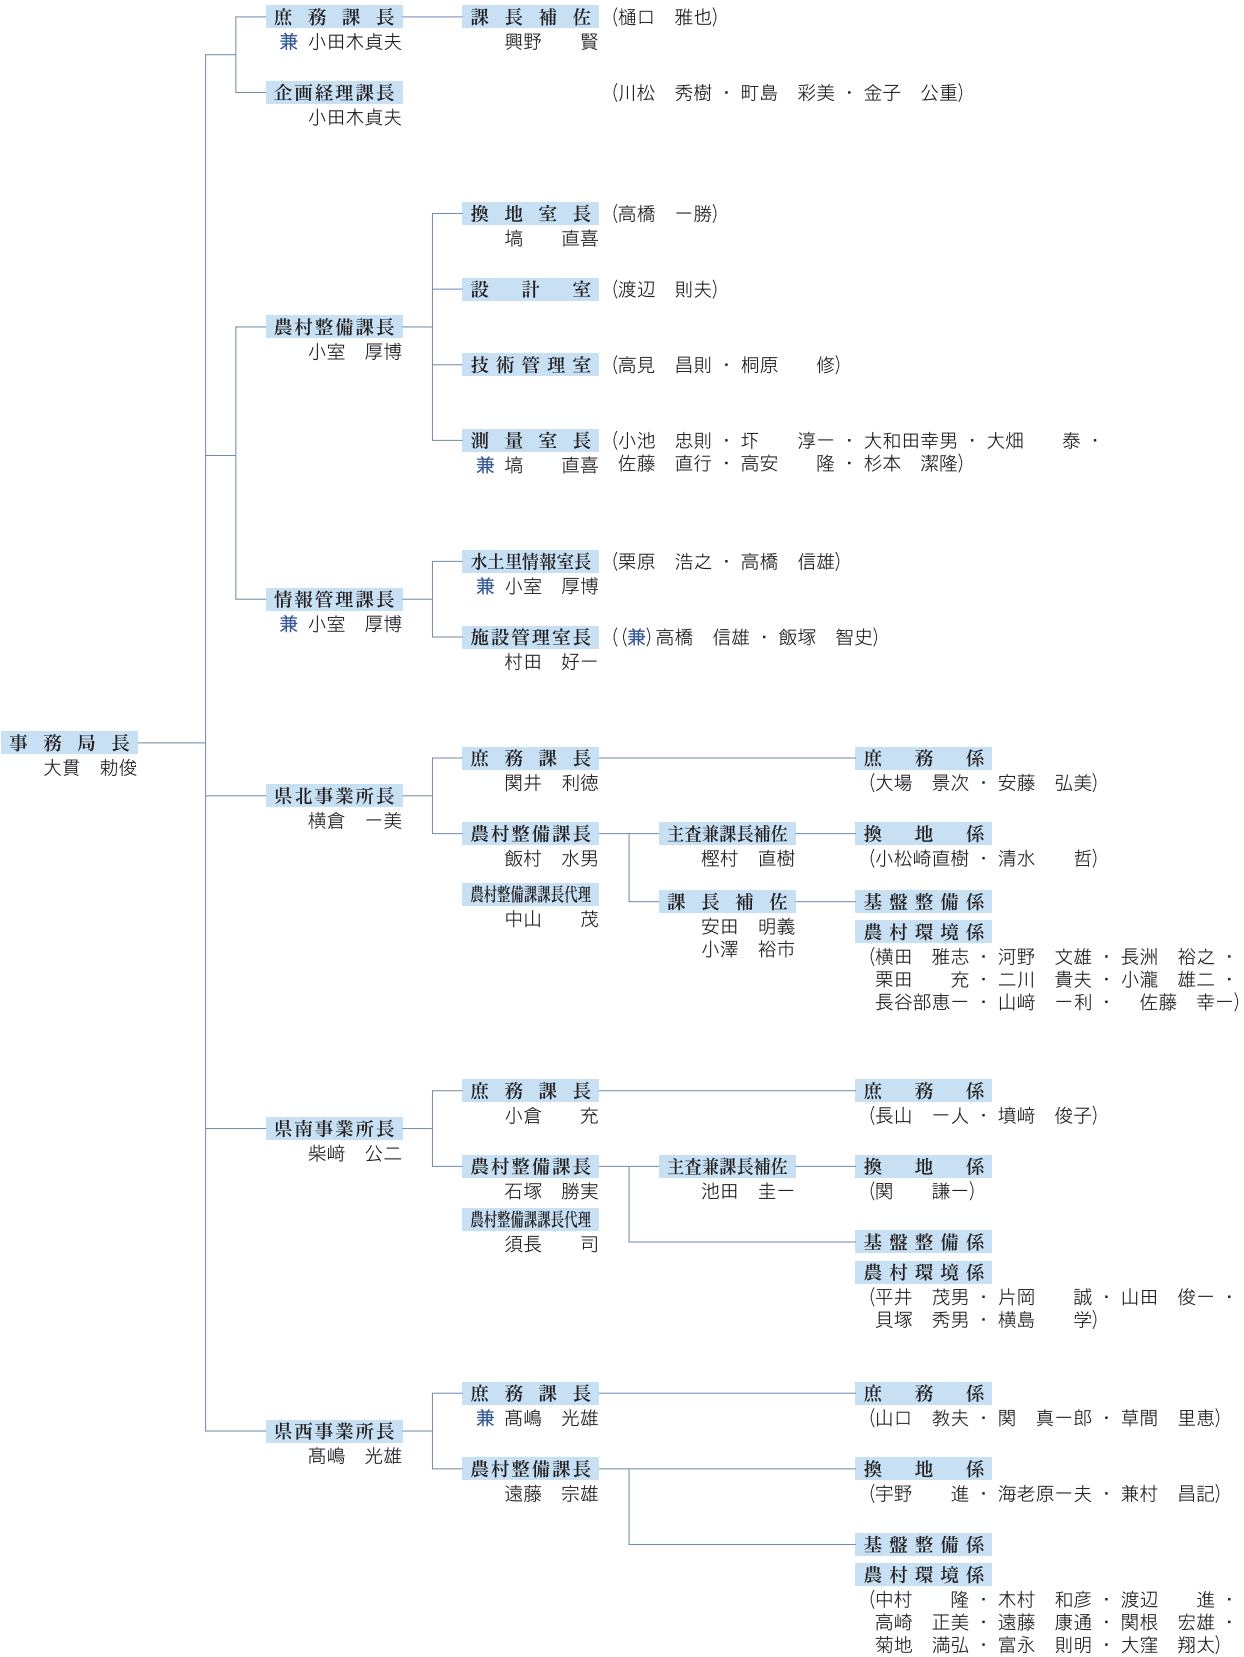 庶務課長
兼 小田木貞夫
課長補佐
興野　賢
(樋口　雅也)
企画経理課長
小田木貞夫
(川松　秀樹・町島　彩美・金子　公重)
農村整備課長
小室　厚博
換地室長
塙　直喜
(高橋　一勝)
設計室
(渡辺　則夫)
技術管理室
(高見　昌則・桐原　修)
測量室長
兼 塙　直喜
(小池　忠則・圷　淳一・大和田幸男・大畑　泰・
佐藤　直行・高安　隆・杉本　潔隆)
情報管理課長
兼 小室　厚博
水土里情報室長
兼 小室　厚博
(栗原　浩之・高橋　信雄)
施設管理室長
村田　好一
((兼)高橋　信雄・飯塚　智史)
事務局長
大貫　勅俊
県北事業所長
横倉　一美
庶務課長
関井　利徳
庶務係
(大場　景次・安藤　弘美)
農村整備課長
飯村　水男
主査兼課長補佐
樫村　直樹
換地係
(小松崎直樹・清水　哲)
農村整備課課長代理
中山　茂
課長補佐
安田　明義
小澤　裕市
基盤整備係
農村環境係
(横田　雅志・河野　文雄・長洲　裕之・
栗田　充・二川　貴夫・小瀧　雄二・
長谷部恵一・山﨑　一利・佐藤　幸一)
県南事業所長
柴﨑　公二
庶務課長
小倉　充
庶務係
(長山　一人・墳﨑　俊子)
農村整備課長
石塚　勝実
主査兼課長補佐
池田　圭一
換地係
(関　謙一)
農村整備課課長代理
須長　司
基盤整備係
農村環境係
(平井　茂男・片岡　誠・山田　俊一・
貝塚　秀男・横島　学)
県西事業所長
髙嶋　光雄
庶務課長
兼 髙嶋　光雄
庶務係
(山口　教夫・関　真一郎・草間　里恵)
農村整備課長
遠藤　宗雄
換地係
(宇野　進・海老原一夫・兼村　昌記)
基盤整備係
農村環境係
(中村　隆・木村　和彦・渡辺　進・
高崎　正美・遠藤　康通・関根　宏雄・
菊地　満弘・富永　則明・大窪　翔太)